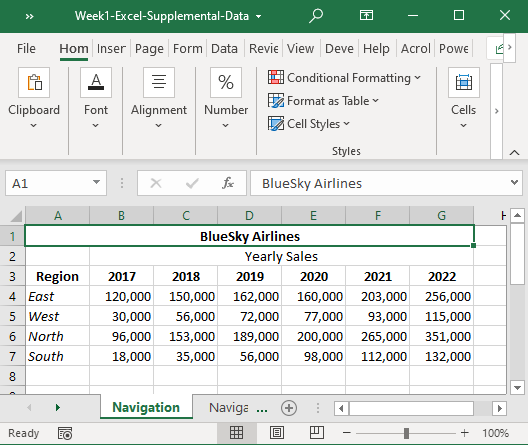 Week1-Excel-Supplemental-Data
File Hom Inser Page Form Data Revie View Deve Help Acrol Powe
Clipboard Font Alignment Number Conditional Formatting Format as Table Cell Styles Styles Cells
A1 fx BlueSky Airlines
A B C D E F G H
1 BlueSky Airlines
2 Yearly Sales
3 Region 2017 2018 2019 2020 2021 2022
4 East 120,000 150,000 162,000 160,000 203,000 256,000
5 West 30,000 56,000 72,000 77,000 93,000 115,000
6 North 96,000 153,000 189,000 200,000 265,000 351,000
7 South 18,000 35,000 56,000 98,000 112,000 132,000
8
Navigation Naviga ...
Ready 100%